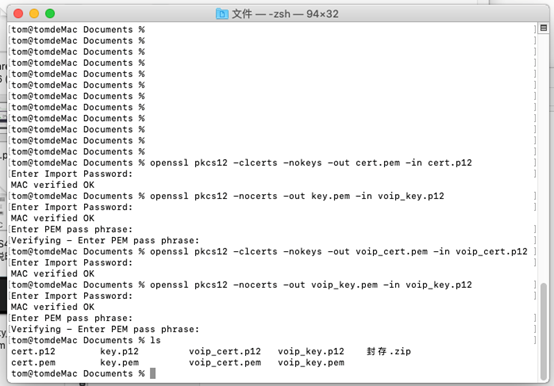 文件 — -zsh — 94×32
tom@tomdeMac Documents %
tom@tomdeMac Documents %
tom@tomdeMac Documents %
tom@tomdeMac Documents %
tom@tomdeMac Documents %
tom@tomdeMac Documents %
tom@tomdeMac Documents %
tom@tomdeMac Documents %
tom@tomdeMac Documents %
tom@tomdeMac Documents %
tom@tomdeMac Documents %
tom@tomdeMac Documents %
tom@tomdeMac Documents % openssl pkcs12 -clcerts -nokeys -out cert.pem -in cert.p12
Enter Import Password:
MAC verified OK
tom@tomdeMac Documents % openssl pkcs12 -nocerts -out key.pem -in voip_key.p12
Enter Import Password:
MAC verified OK
Enter PEM pass phrase:
Verifying - Enter PEM pass phrase:
tom@tomdeMac Documents % openssl pkcs12 -clcerts -nokeys -out voip_cert.pem -in voip_cert.p12
Enter Import Password:
MAC verified OK
tom@tomdeMac Documents % openssl pkcs12 -nocerts -out voip_key.pem -in voip_key.p12
Enter Import Password:
MAC verified OK
Enter PEM pass phrase:
Verifying - Enter PEM pass phrase:
tom@tomdeMac Documents % ls
cert.p12 key.p12 voip_cert.p12 voip_key.p12 封存.zip
cert.pem key.pem voip_cert.pem voip_key.pem
tom@tomdeMac Documents %